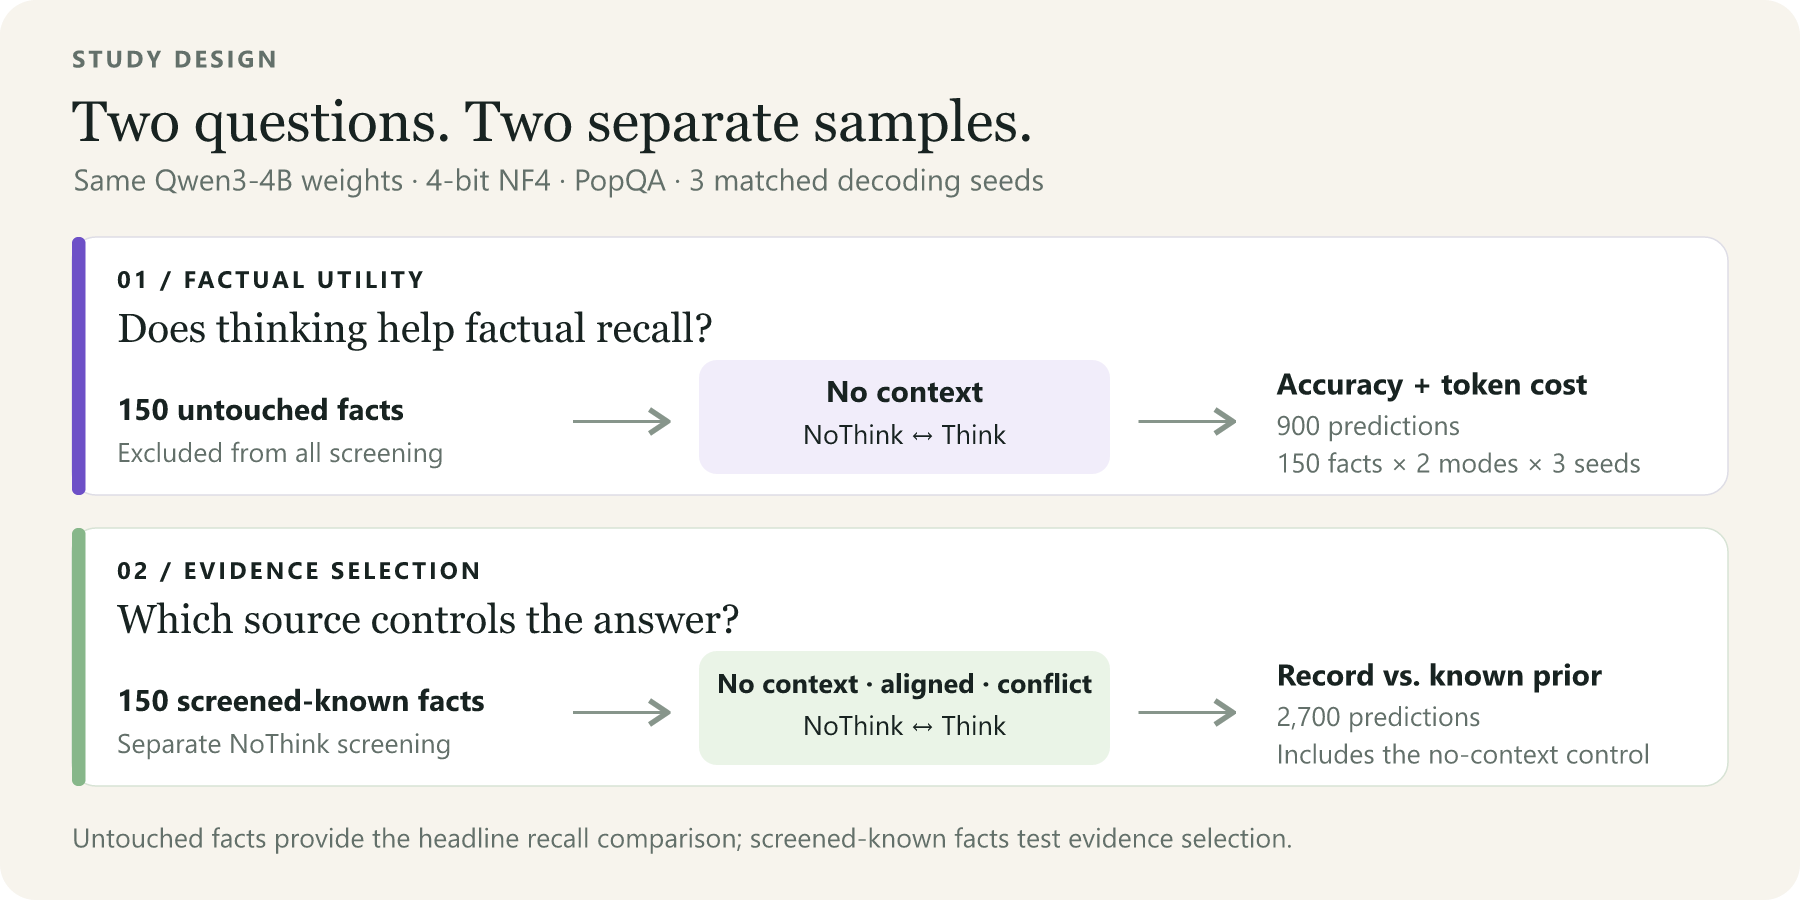 STUDY DESIGN
Two questions. Two separate samples.
Same Qwen3-4B weights · 4-bit NF4 · PopQA · 3 matched decoding seeds
01 / FACTUAL UTILITY
Does thinking help factual recall?
150 untouched facts
Excluded from all screening
No context
NoThink ↔ Think
Accuracy + token cost
900 predictions
150 facts × 2 modes × 3 seeds
02 / EVIDENCE SELECTION
Which source controls the answer?
150 screened-known facts
Separate NoThink screening
No context · aligned · conflict
NoThink ↔ Think
Record vs. known prior
2,700 predictions
Includes the no-context control
Untouched facts provide the headline recall comparison; screened-known facts test evidence selection.